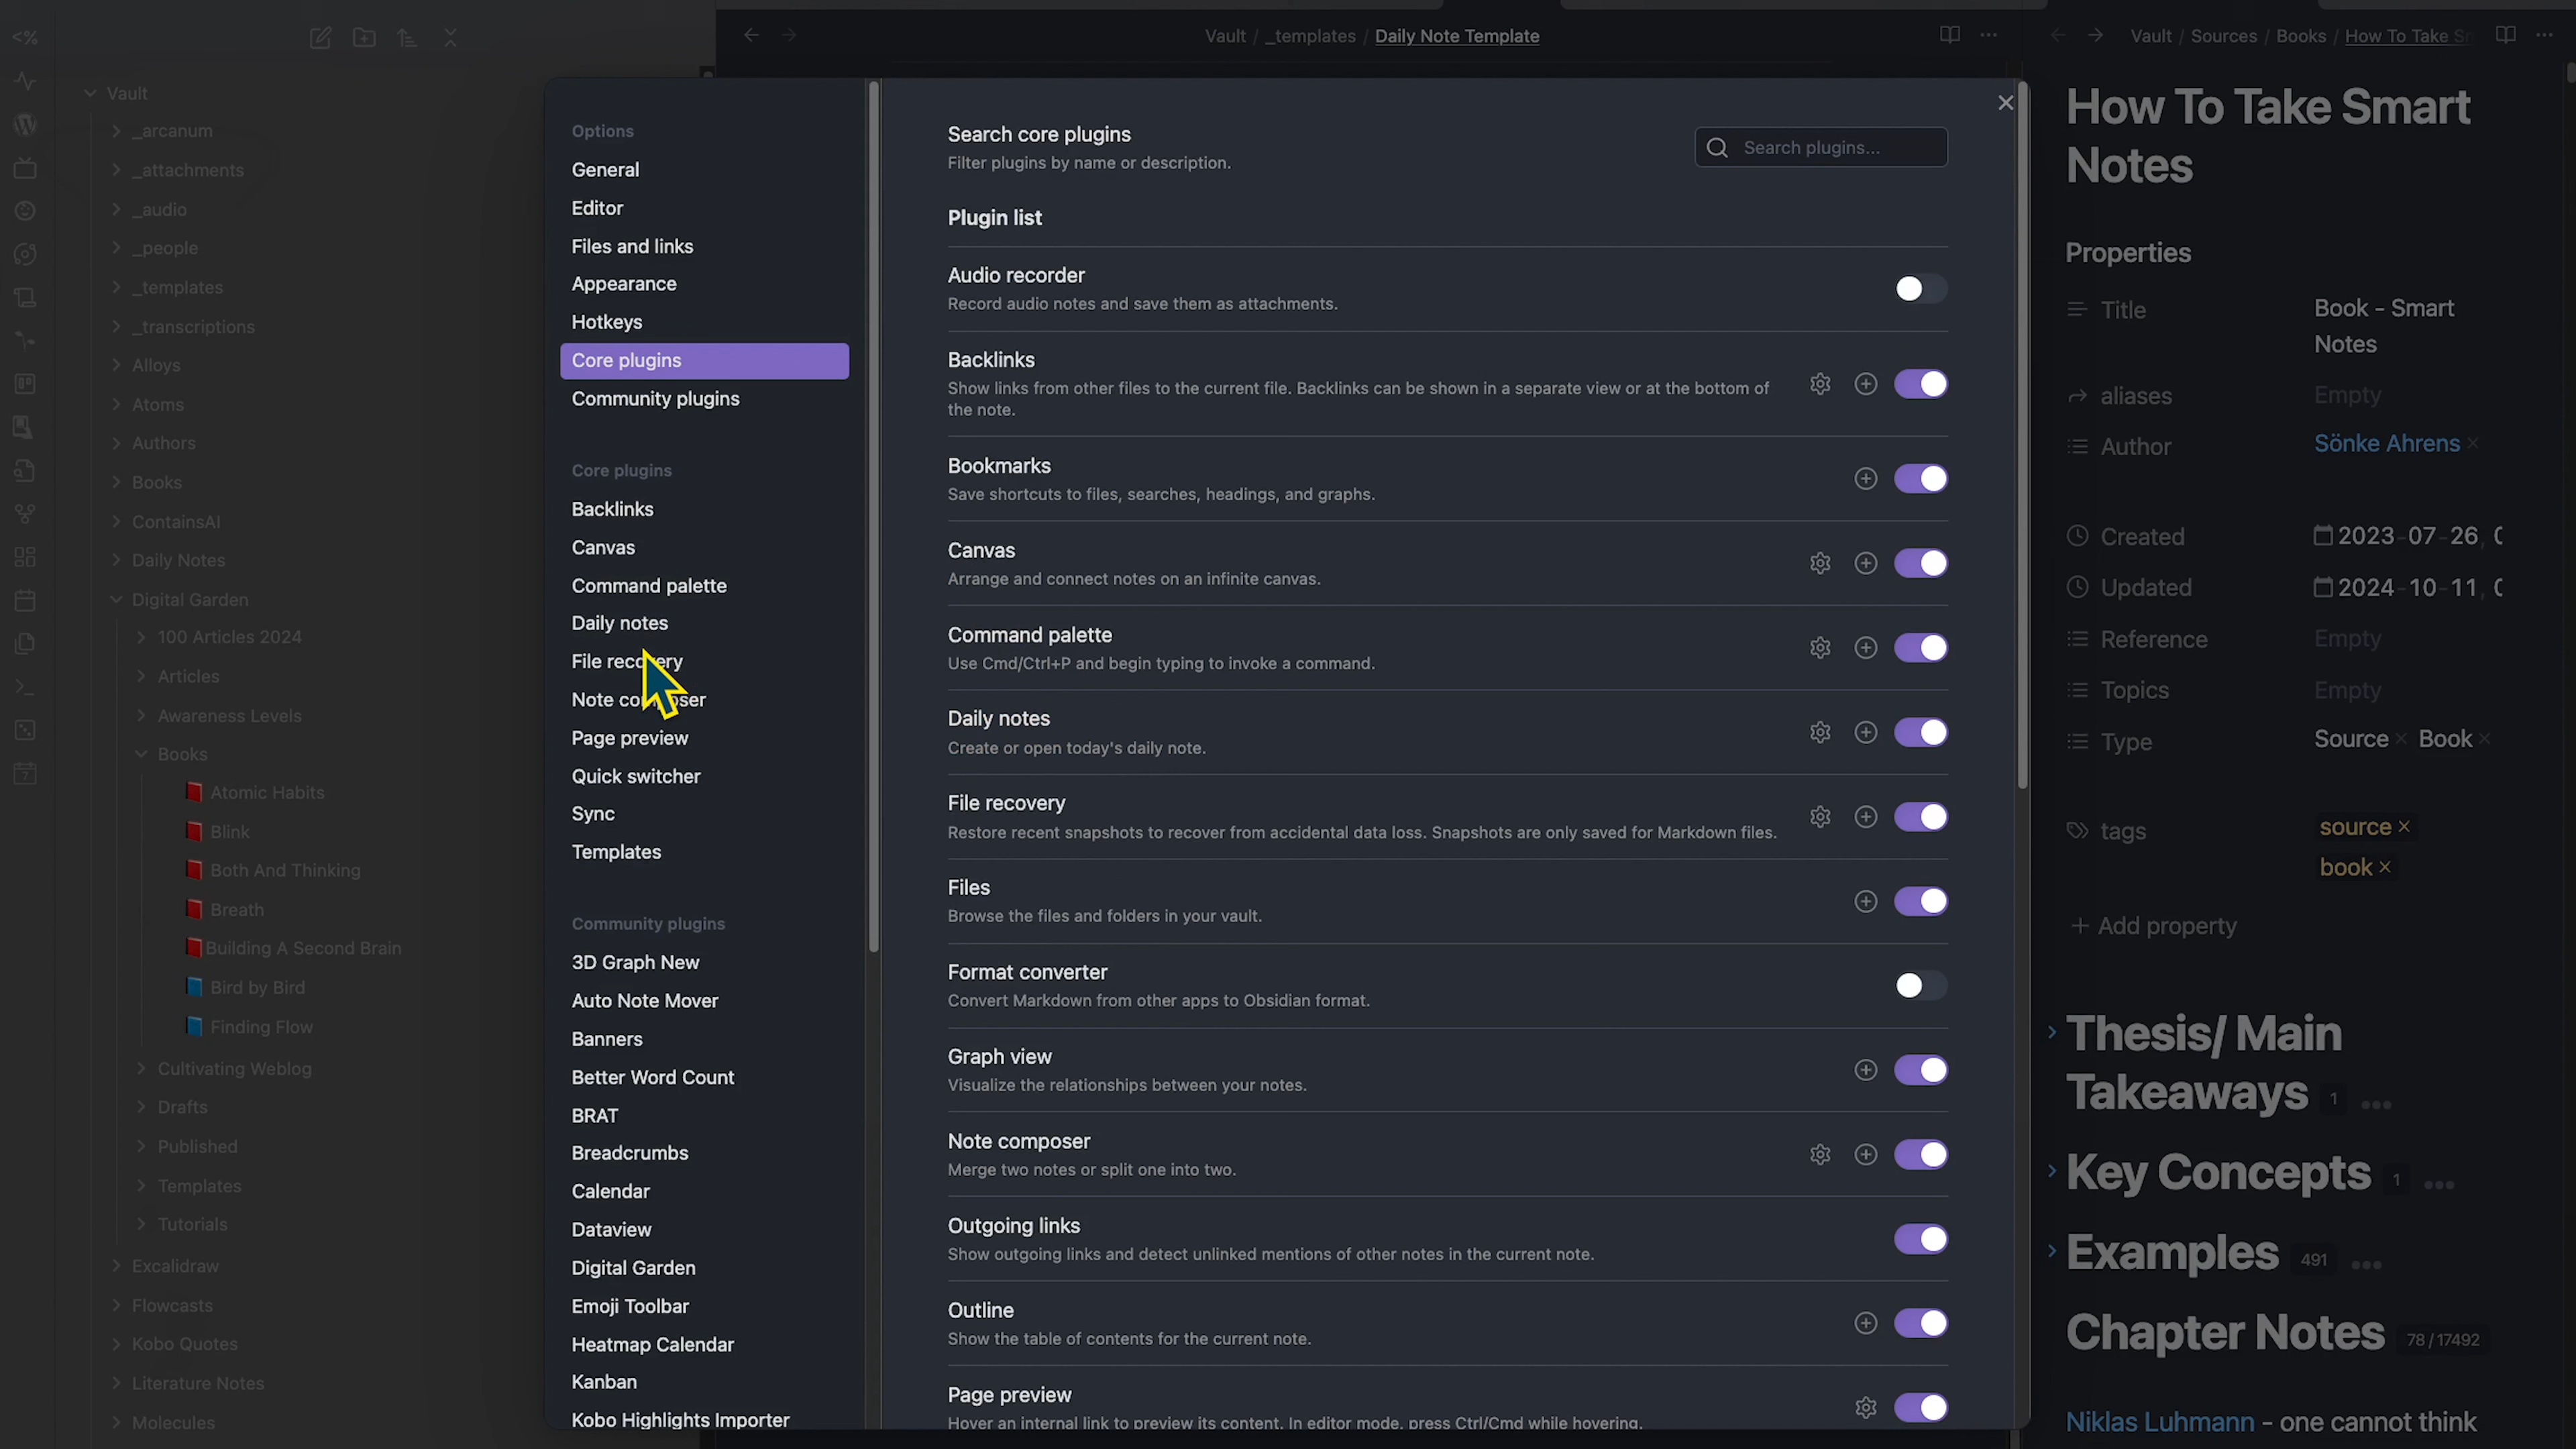 Vault
_arcanum
_attachments
_audio
_people
_templates
_transcriptions
Alloys
Atoms
Authors
Books
ContainsAI
Daily Notes
Digital Garden
100 Articles 2024
Articles
Awareness Levels
Books
Atomic Habits
Blink
Both And Thinking
Breath
Building A Second Brain
Bird by Bird
Finding Flow
Cultivating Weblog
Drafts
Published
Templates
Tutorials
Excalidraw
Flowcasts
Kobo Quotes
Literature Notes
Molecules
Vault / _templates / Daily Note Template
Options
General
Editor
Files and links
Appearance
Hotkeys
Core plugins
Community plugins
Core plugins
Backlinks
Canvas
Command palette
Daily notes
File recovery
Note composer
Page preview
Quick switcher
Sync
Templates
Community plugins
3D Graph New
Auto Note Mover
Banners
Better Word Count
BRAT
Breadcrumbs
Calendar
Dataview
Digital Garden
Emoji Toolbar
Heatmap Calendar
Kanban
Kobo Highlights Importer
Search core plugins
Filter plugins by name or description.
Search plugins...
Plugin list
Audio recorder
Record audio notes and save them as attachments.
Backlinks
Show links from other files to the current file. Backlinks can be shown in a separate view or at the bottom of
the note.
Bookmarks
Save shortcuts to files, searches, headings, and graphs.
Canvas
Arrange and connect notes on an infinite canvas.
Command palette
Use Cmd/Ctrl+P and begin typing to invoke a command.
Daily notes
Create or open today's daily note.
File recovery
Restore recent snapshots to recover from accidental data loss. Snapshots are only saved for Markdown files.
Files
Browse the files and folders in your vault.
Format converter
Convert Markdown from other apps to Obsidian format.
Graph view
Visualize the relationships between your notes.
Note composer
Merge two notes or split one into two.
Outgoing links
Show outgoing links and detect unlinked mentions of other notes in the current note.
Outline
Show the table of contents for the current note.
Page preview
Hover an internal link to preview its content. In editor mode, press Ctrl/Cmd while hovering.
Vault / Sources / Books / How To Take
How To Take Smart
Notes
Properties
Title
Book - Smart
Notes
aliases
Empty
Author
Sönke Ahrens
Created
2023-07-26,
Updated
2024-10-11,
Reference
Empty
Topics
Empty
Type
Source Book
tags
source
book
Add property
Thesis/ Main
Takeaways 1
Key Concepts 1
Examples 491
Chapter Notes 78 / 17492
Niklas Luhmann - one cannot think